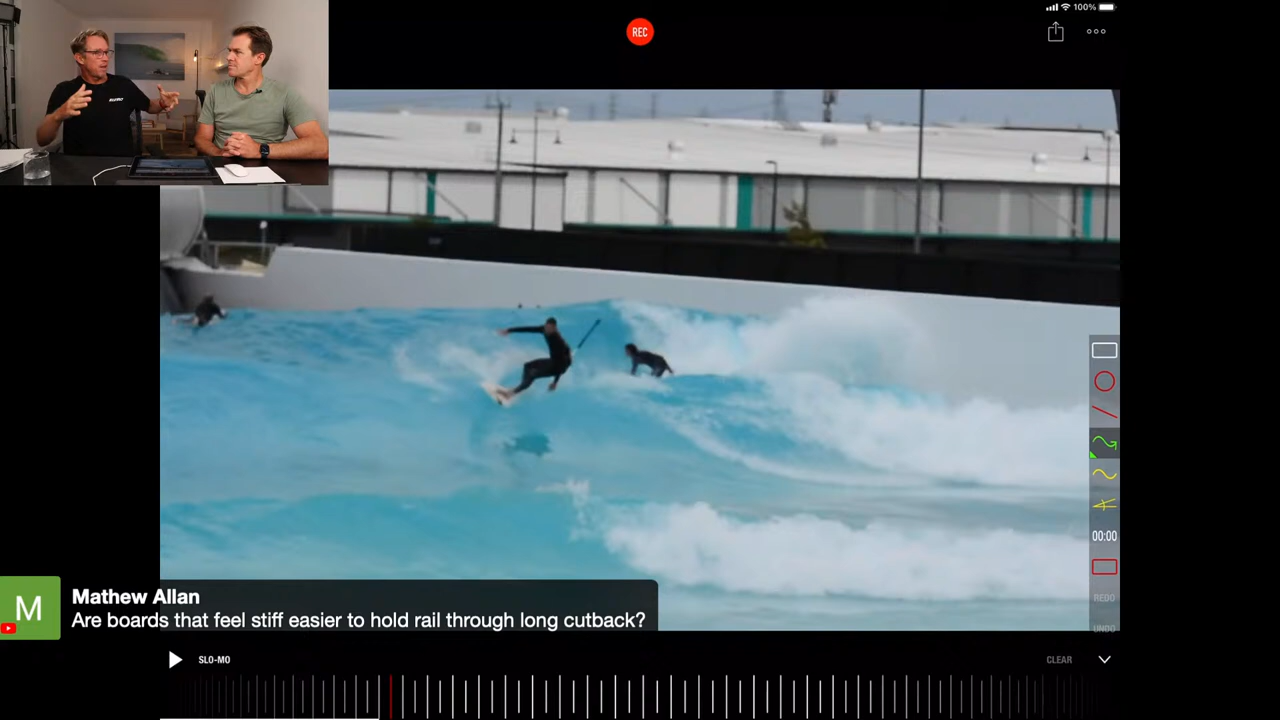 100%
REC
00:00
REDO
UNDO
M
Mathew Allan
Are boards that feel stiff easier to hold rail through long cutback?
SLO-MO
CLEAR